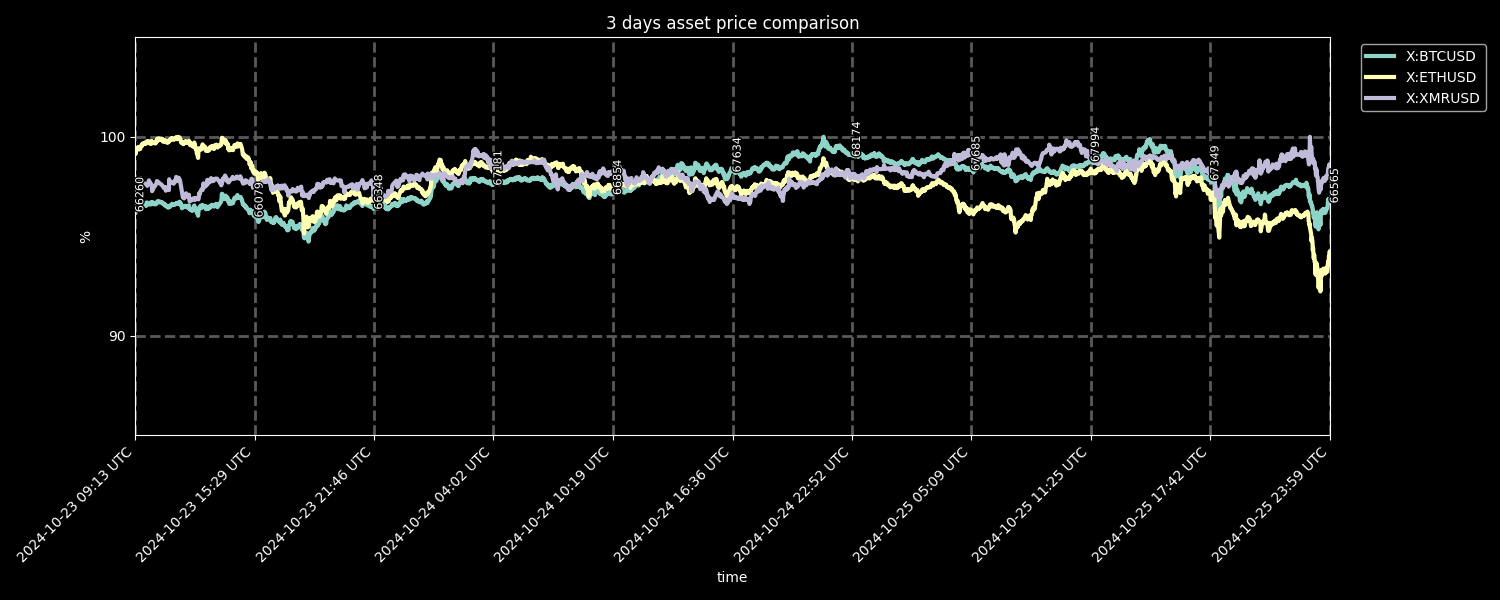 3 days asset price comparison
X:BTCUSD
X:ETHUSD
X:XMRUSD
100
90
%
66260
66079
66348
67181
66854
67634
68174
67685
67994
67349
66565
2024-10-23 09:13 UTC
2024-10-23 15:29 UTC
2024-10-23 21:46 UTC
2024-10-24 04:02 UTC
2024-10-24 10:19 UTC
2024-10-24 16:36 UTC
2024-10-24 22:52 UTC
2024-10-25 05:09 UTC
2024-10-25 11:25 UTC
2024-10-25 17:42 UTC
2024-10-25 23:59 UTC
time